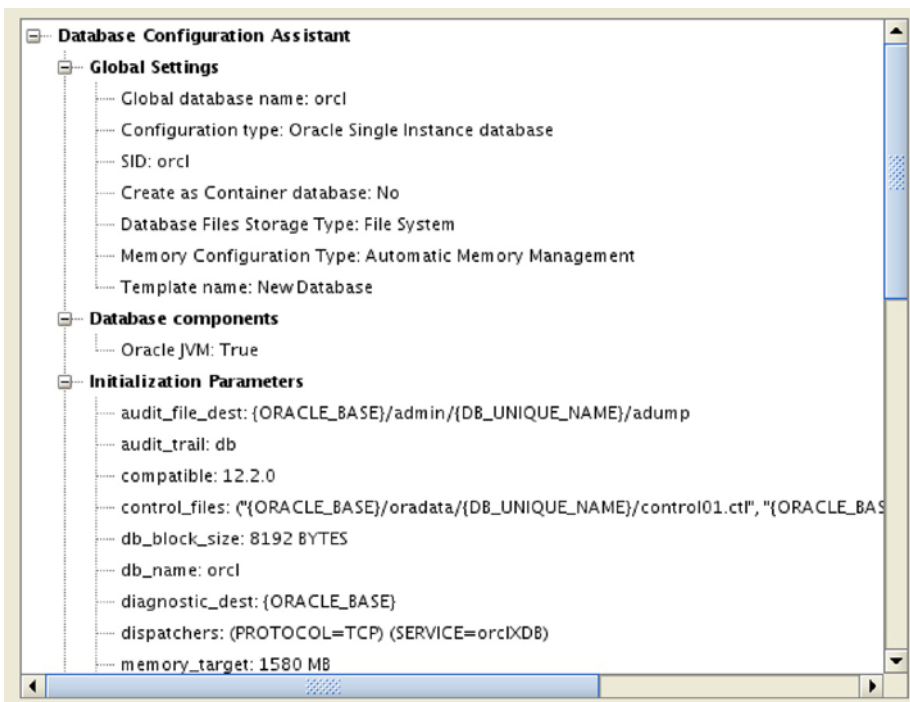 Database Configuration Assistant
Global Settings
Global database name: orcl
Configuration type: Oracle Single Instance database
SID: orcl
Create as Container database: No
Database Files Storage Type: File System
Memory Configuration Type: Automatic Memory Management
Template name: New Database
Database components
Oracle JVM: True
Initialization Parameters
audit_file_dest: {ORACLE_BASE}/admin/{DB_UNIQUE_NAME}/adump
audit_trail: db
compatible: 12.2.0
control_files: ("{ORACLE_BASE}/oradata/{DB_UNIQUE_NAME}/control01.ctl", "{ORACLE_BAS
db_block_size: 8192 BYTES
db_name: orcl
diagnostic_dest: {ORACLE_BASE}
dispatchers: (PROTOCOL=TCP) (SERVICE=orclXDB)
memory_target: 1580 MB